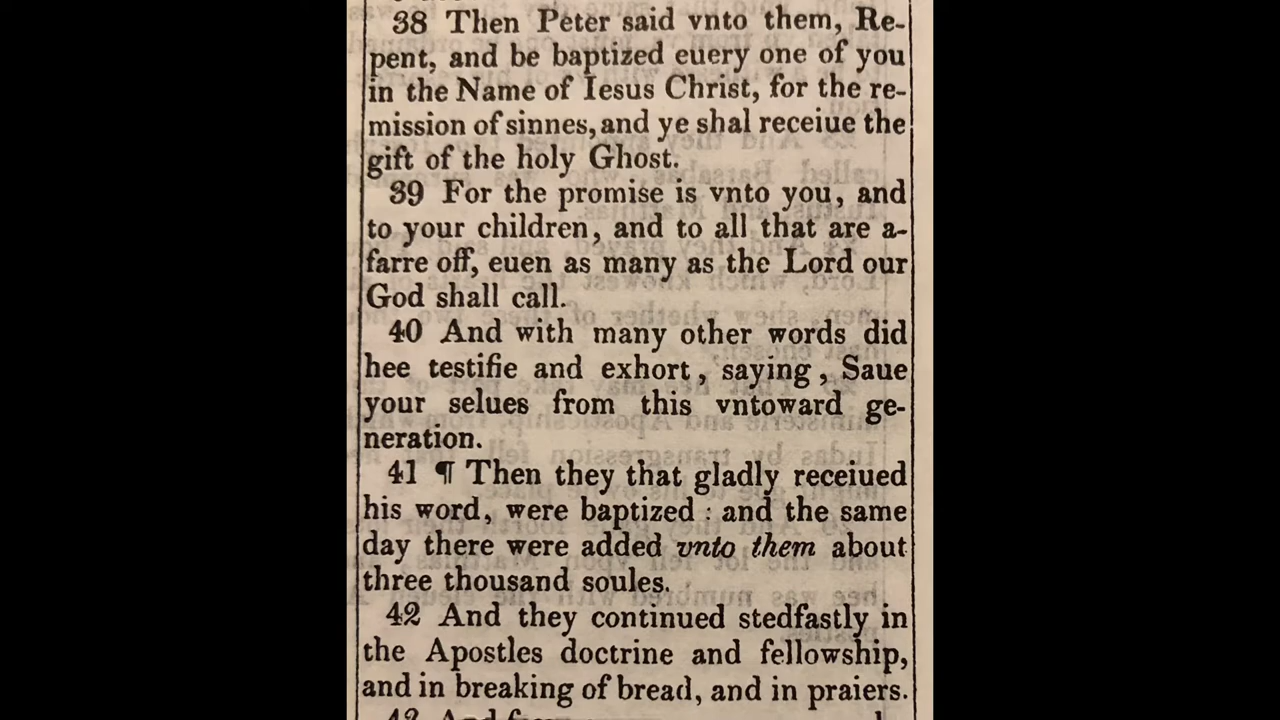 38 Then Peter said vnto them, Re-
pent, and be baptized euery one of you
in the Name of Iesus Christ, for the re-
mission of sinnes, and ye shal receiue the
gift of the holy Ghost.
39 For the promise is vnto you, and
to your children, and to all that are a-
farre off, euen as many as the Lord our
God shall call.
40 And with many other words did
hee testifie and exhort, saying, Saue
your selues from this vntoward ge-
neration.
41 ¶ Then they that gladly receiued
his word, were baptized: and the same
day there were added vnto them about
three thousand soules.
42 And they continued stedfastly in
the Apostles doctrine and fellowship,
and in breaking of bread, and in praiers.
43 And